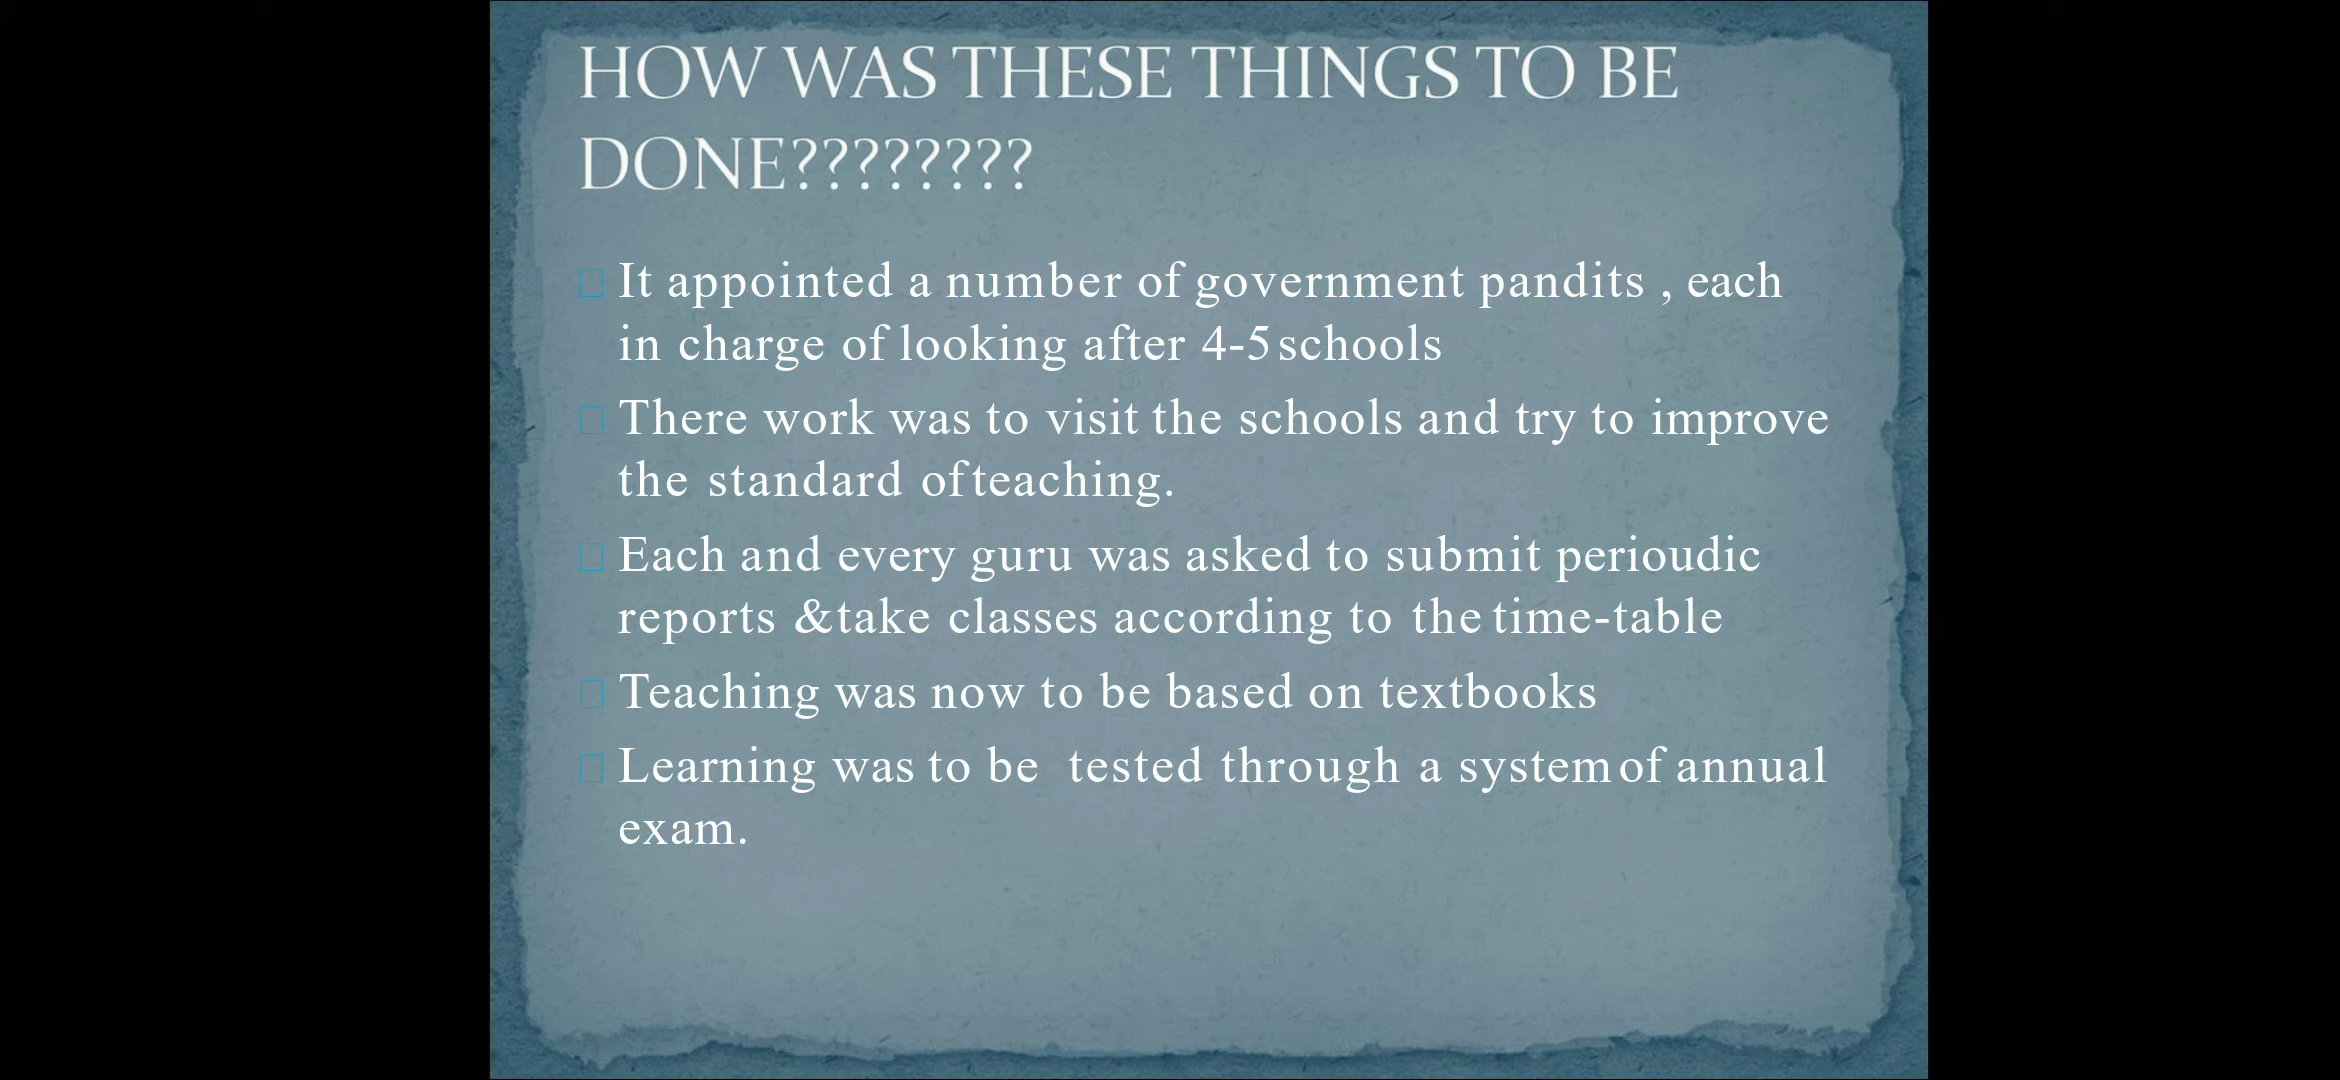 HOW WAS THESE THINGS TO BE
DONE????????
It appointed a number of government pandits , each
in charge of looking after 4-5 schools
There work was to visit the schools and try to improve
the standard of teaching.
Each and every guru was asked to submit perioudic
reports &take classes according to the time-table
Teaching was now to be based on textbooks
Learning was to be tested through a system of annual
exam.